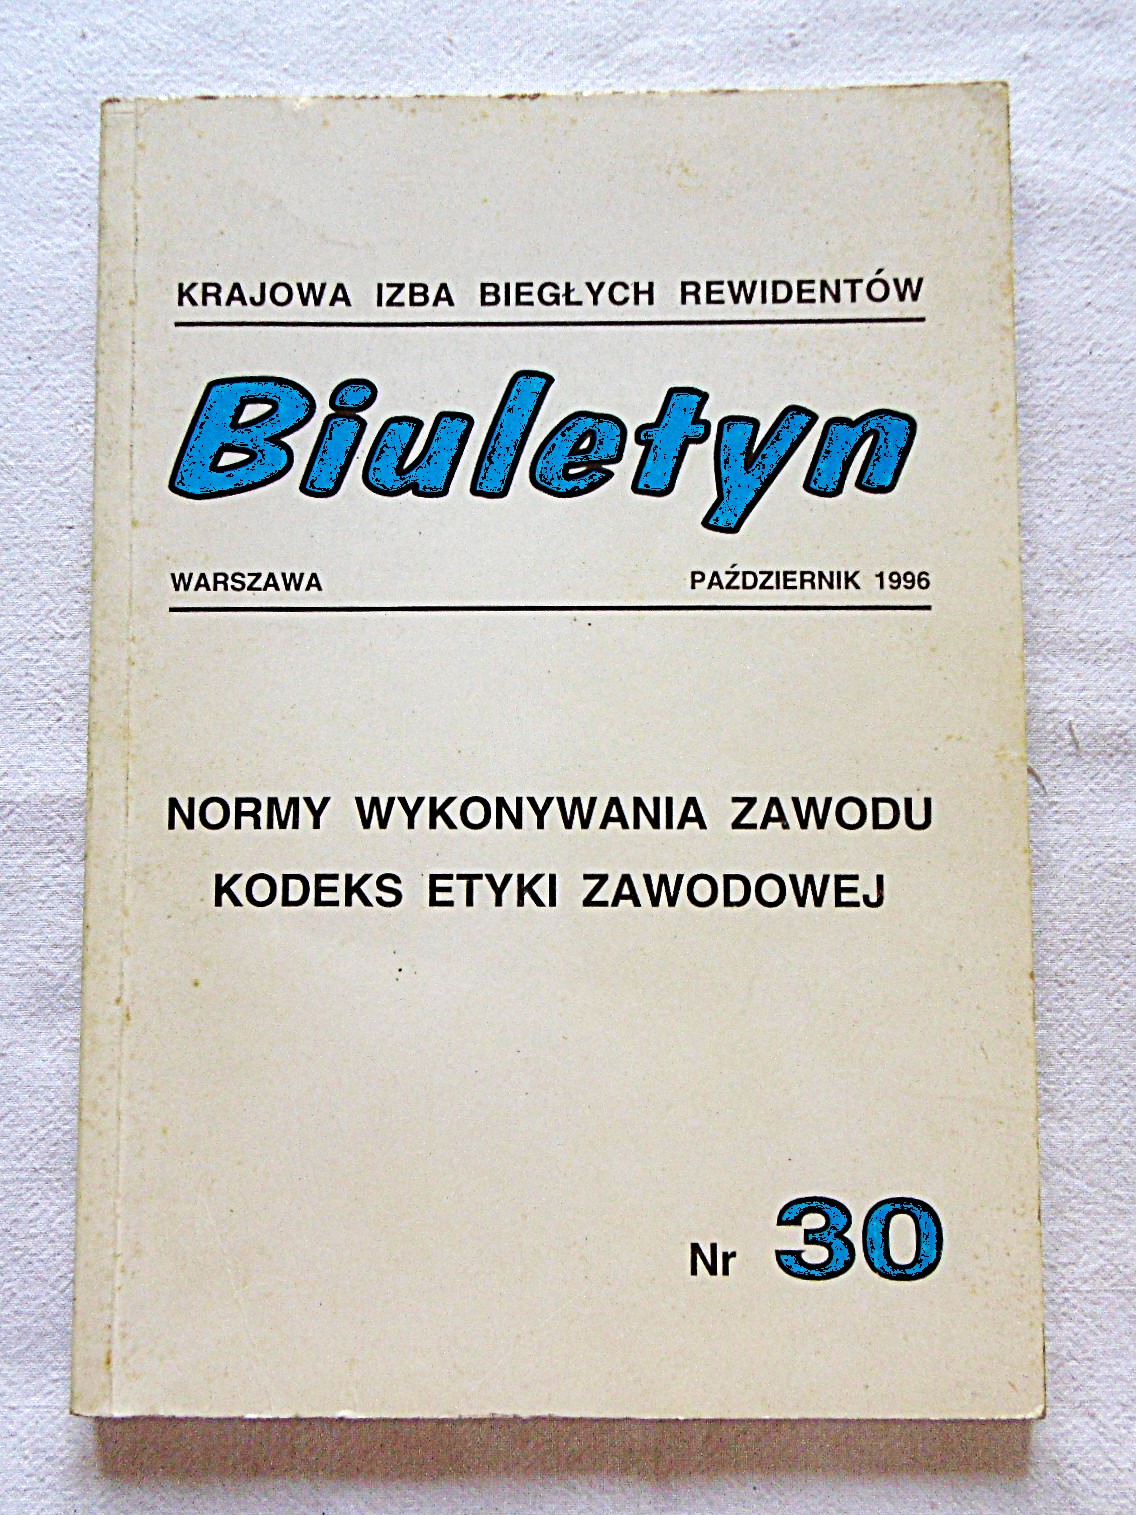 KRAJOWA IZBA BIEGŁYCH REWIDENTÓW
Biuletyn
WARSZAWA PAŹDZIERNIK 1996
NORMY WYKONYWANIA ZAWODU
KODEKS ETYKI ZAWODOWEJ
Nr 30